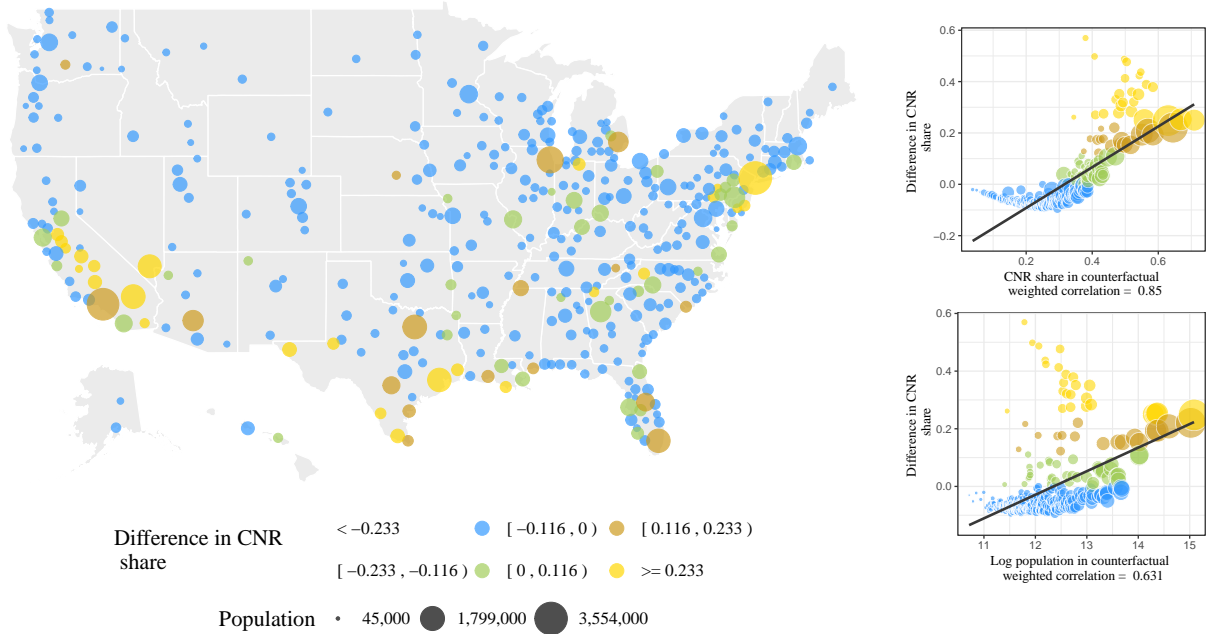 0.6
0.4
0.2
0.0
−0.2
Difference in CNR
share
0.2
0.4
0.6
CNR share in counterfactual
weighted correlation = 0.85
0.6
0.4
0.2
0.0
Difference in CNR
share
11
12
13
14
15
Log population in counterfactual
weighted correlation = 0.631
Difference in CNR
share
< −0.233
[ −0.116 , 0)
[ 0.116 , 0.233)
[ −0.233 , −0.116)
[ 0 , 0.116)
>= 0.233
Population
45,000
1,799,000
3,554,000